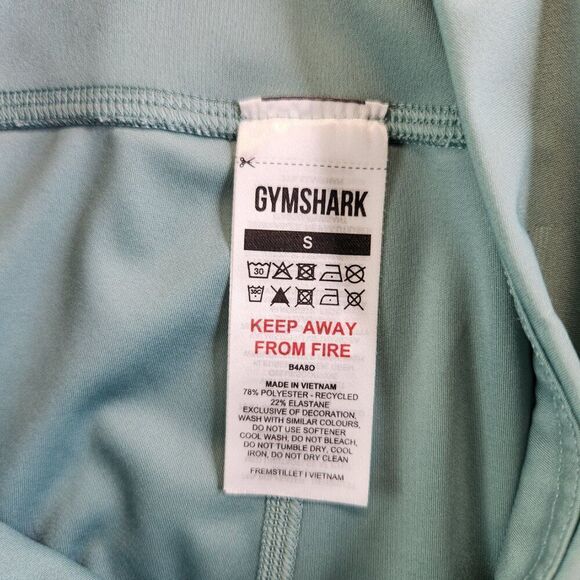 GYMSHARK
S
30
30C
KEEP AWAY
FROM FIRE
B4A8O
MADE IN VIETNAM
78% POLYESTER - RECYCLED
22% ELASTANE
EXCLUSIVE OF DECORATION,
WASH WITH SIMILAR COLOURS,
DO NOT USE SOFTENER
COOL WASH, DO NOT BLEACH,
DO NOT TUMBLE DRY, COOL
IRON, DO NOT DRY CLEAN
FREMSTILLET I VIETNAM